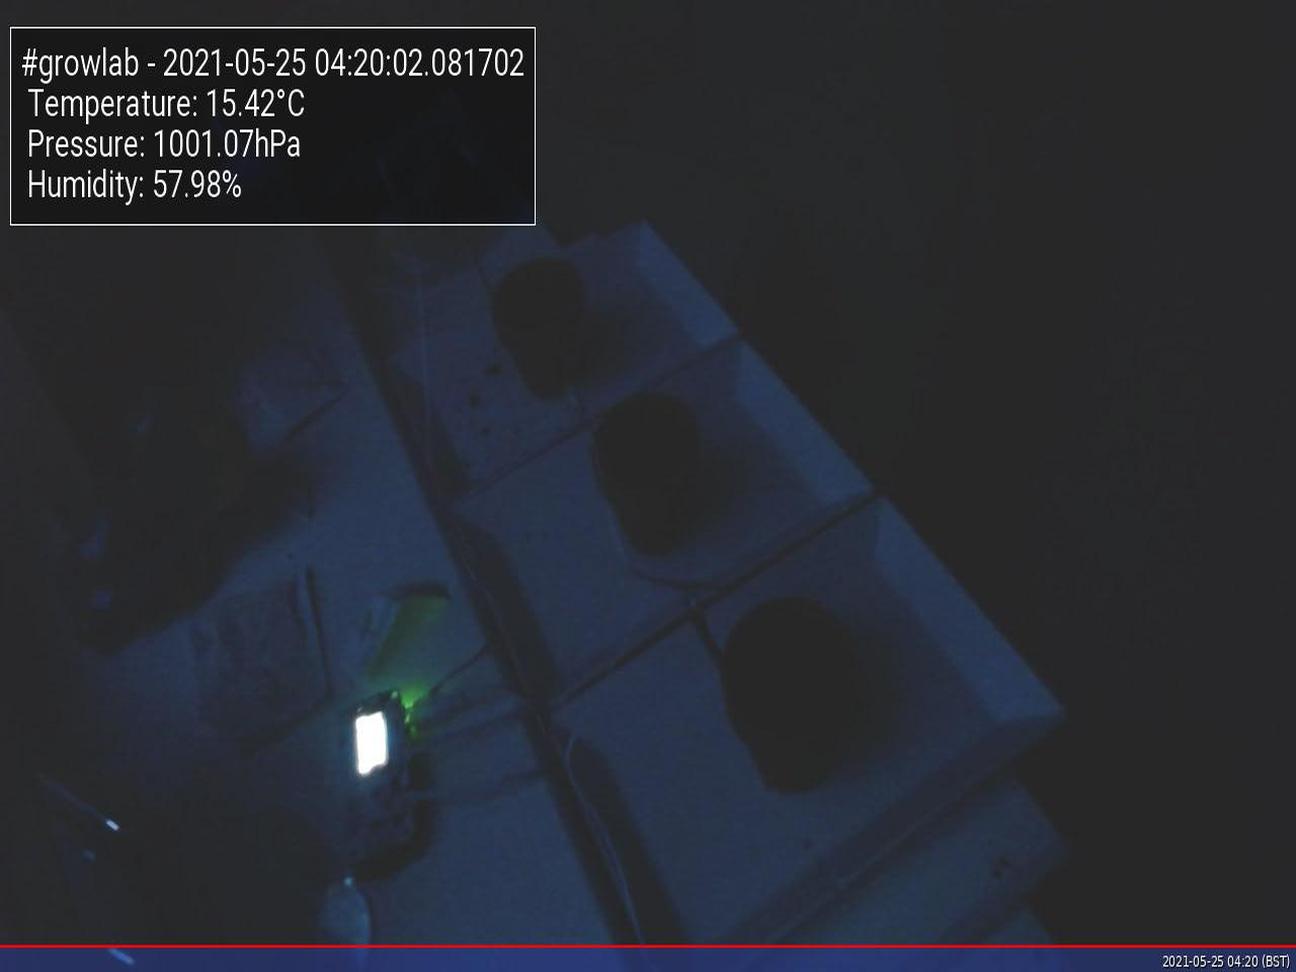 #growlab - 2021-05-25 04:20:02.081702
Temperature: 15.42°C
Pressure: 1001.07hPa
Humidity: 57.98%
2021-05-25 04:20 (BST)